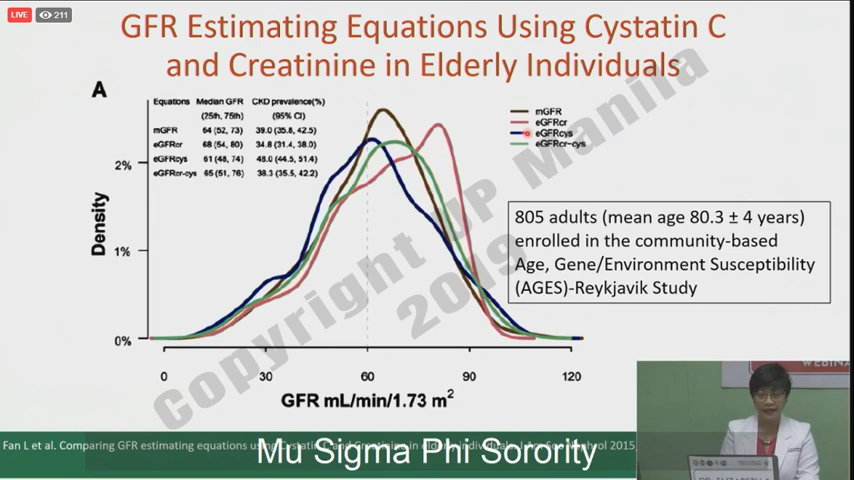 LIVE 211
GFR Estimating Equations Using Cystatin C
and Creatinine in Elderly Individuals
A
Equations Median GFR CKD prevalence(%)
(25th, 75th) (95% CI)
mGFR 64 (52, 73) 39.0 (35.8, 42.5)
eGFRcr 68 (54, 80) 34.8 (31.4, 38.0)
eGFRcys 61 (48, 74) 48.0 (44.5, 51.4)
eGFRcr-cys 65 (51, 76) 38.3 (35.5, 42.2)
mGFR
eGFRcr
eGFRcys
eGFRcr-cys
2%
1%
0%
Density
0 30 60 90 120
GFR mL/min/1.73 m²
805 adults (mean age 80.3 ± 4 years)
enrolled in the community-based
Age, Gene/Environment Susceptibility
(AGES)-Reykjavik Study
Copyright UP Manila
2019
Fan L et al. Comparing GFR estimating equations using Cystatin C and Creatinine in elderly individuals. J Am Soc Nephrol 2015
Mu Sigma Phi Sorority
WEBINA